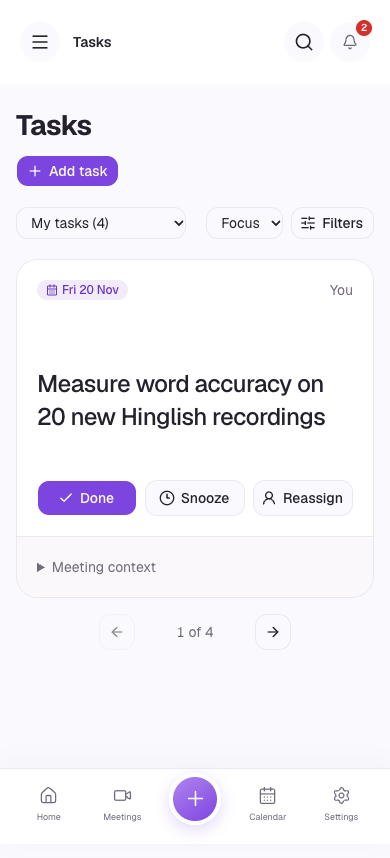 Tasks
2
Tasks
Add task
My tasks (4)
Focus
Filters
Fri 20 Nov
You
Measure word accuracy on
20 new Hinglish recordings
Done
Snooze
Reassign
Meeting context
1 of 4
Home
Meetings
Calendar
Settings